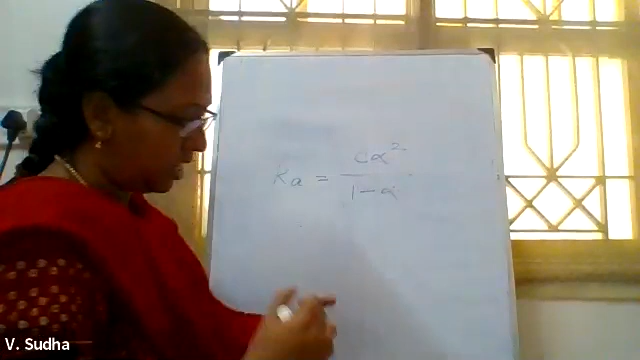 Ka = cα²/1-α
V. Sudha